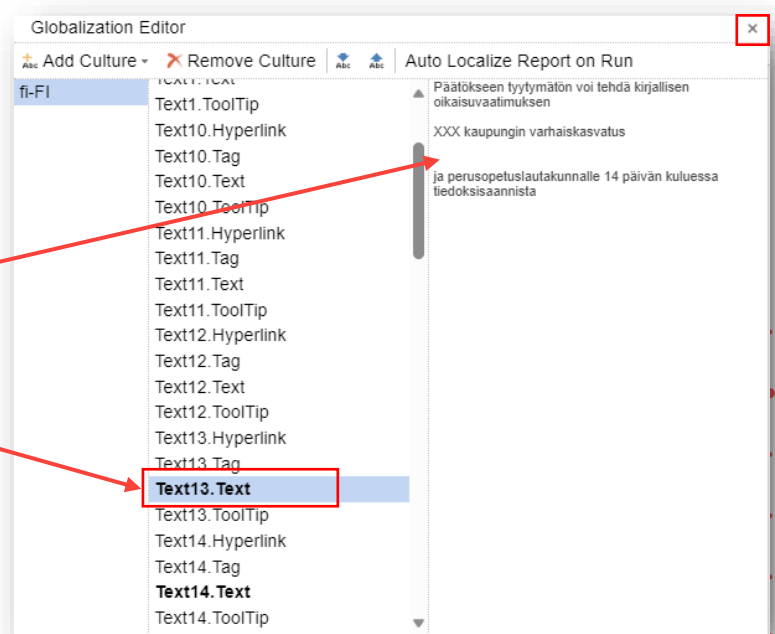 Globalization Editor
Add Culture
Remove Culture
Auto Localize Report on Run
fi-FI
Text1.Text
Text1.ToolTip
Text10.Hyperlink
Text10.Tag
Text10.Text
Text10.ToolTip
Text11.Hyperlink
Text11.Tag
Text11.Text
Text11.ToolTip
Text12.Hyperlink
Text12.Tag
Text12.Text
Text12.ToolTip
Text13.Hyperlink
Text13.Tag
Text13.Text
Text13.ToolTip
Text14.Hyperlink
Text14.Tag
Text14.Text
Text14.ToolTip
Päätökseen tyytymätön voi tehdä kirjallisen
oikaisuvaatimuksen
XXX kaupungin varhaiskasvatus
ja perusopetuslautakunnalle 14 päivän kuluessa
tiedoksisaannista